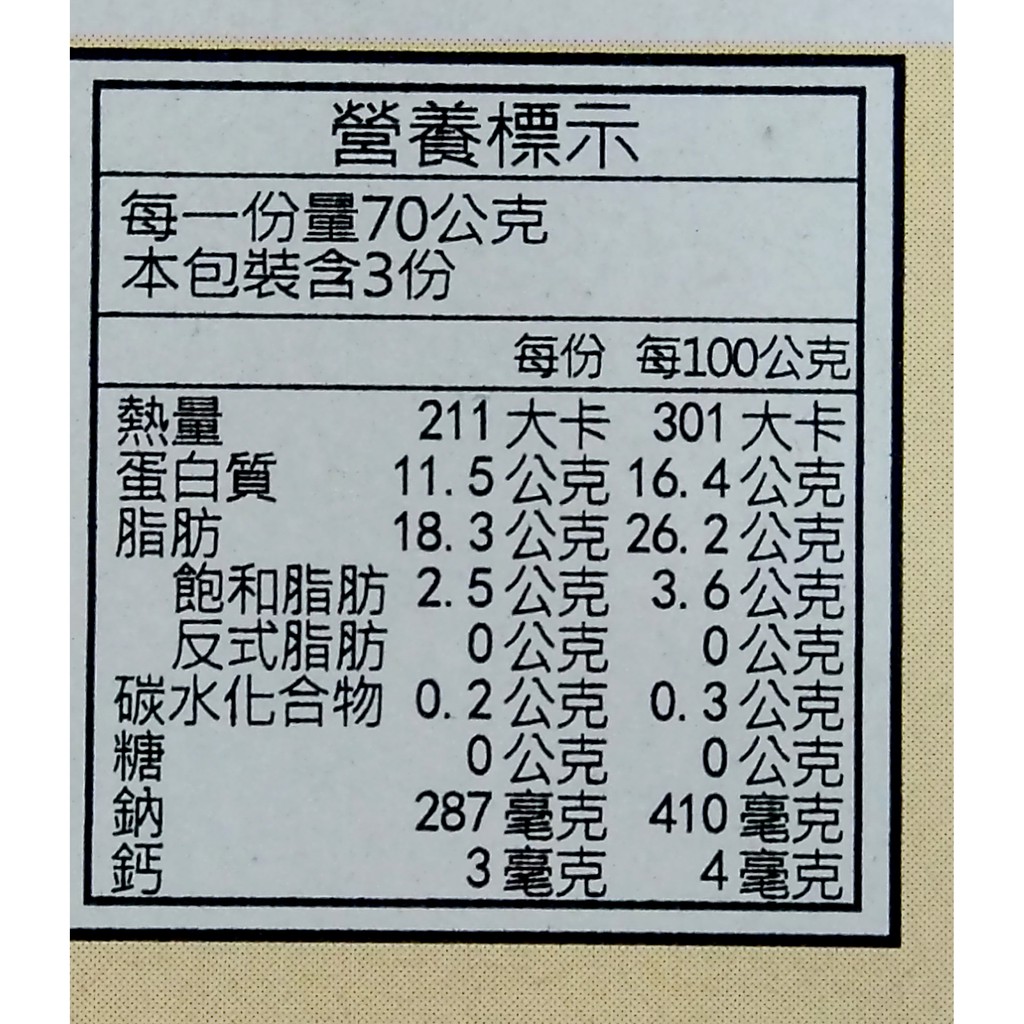 營養標示
每一份量70公克
本包裝含3份
每份 每100公克
熱量 211 大卡 301 大卡
蛋白質 11.5 公克 16.4 公克
脂肪 18.3 公克 26.2 公克
飽和脂肪 2.5 公克 3.6 公克
反式脂肪 0 公克 0 公克
碳水化合物 0.2 公克 0.3 公克
糖 0 公克 0 公克
鈉 287 毫克 410 毫克
鈣 3 毫克 4 毫克